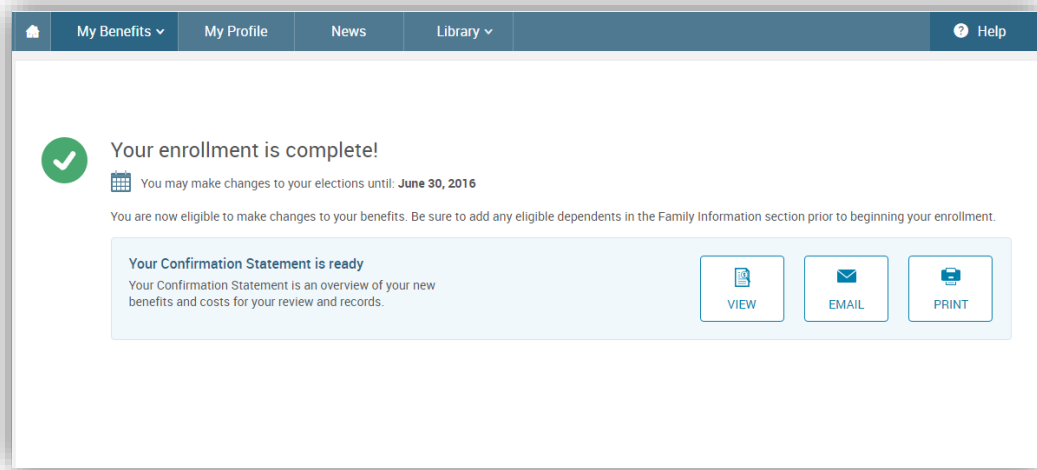 My Benefits
My Profile
News
Library
? Help
Your enrollment is complete!
You may make changes to your elections until: June 30, 2016
You are now eligible to make changes to your benefits. Be sure to add any eligible dependents in the Family Information section prior to beginning your enrollment.
Your Confirmation Statement is ready
Your Confirmation Statement is an overview of your new
benefits and costs for your review and records.
VIEW
EMAIL
PRINT